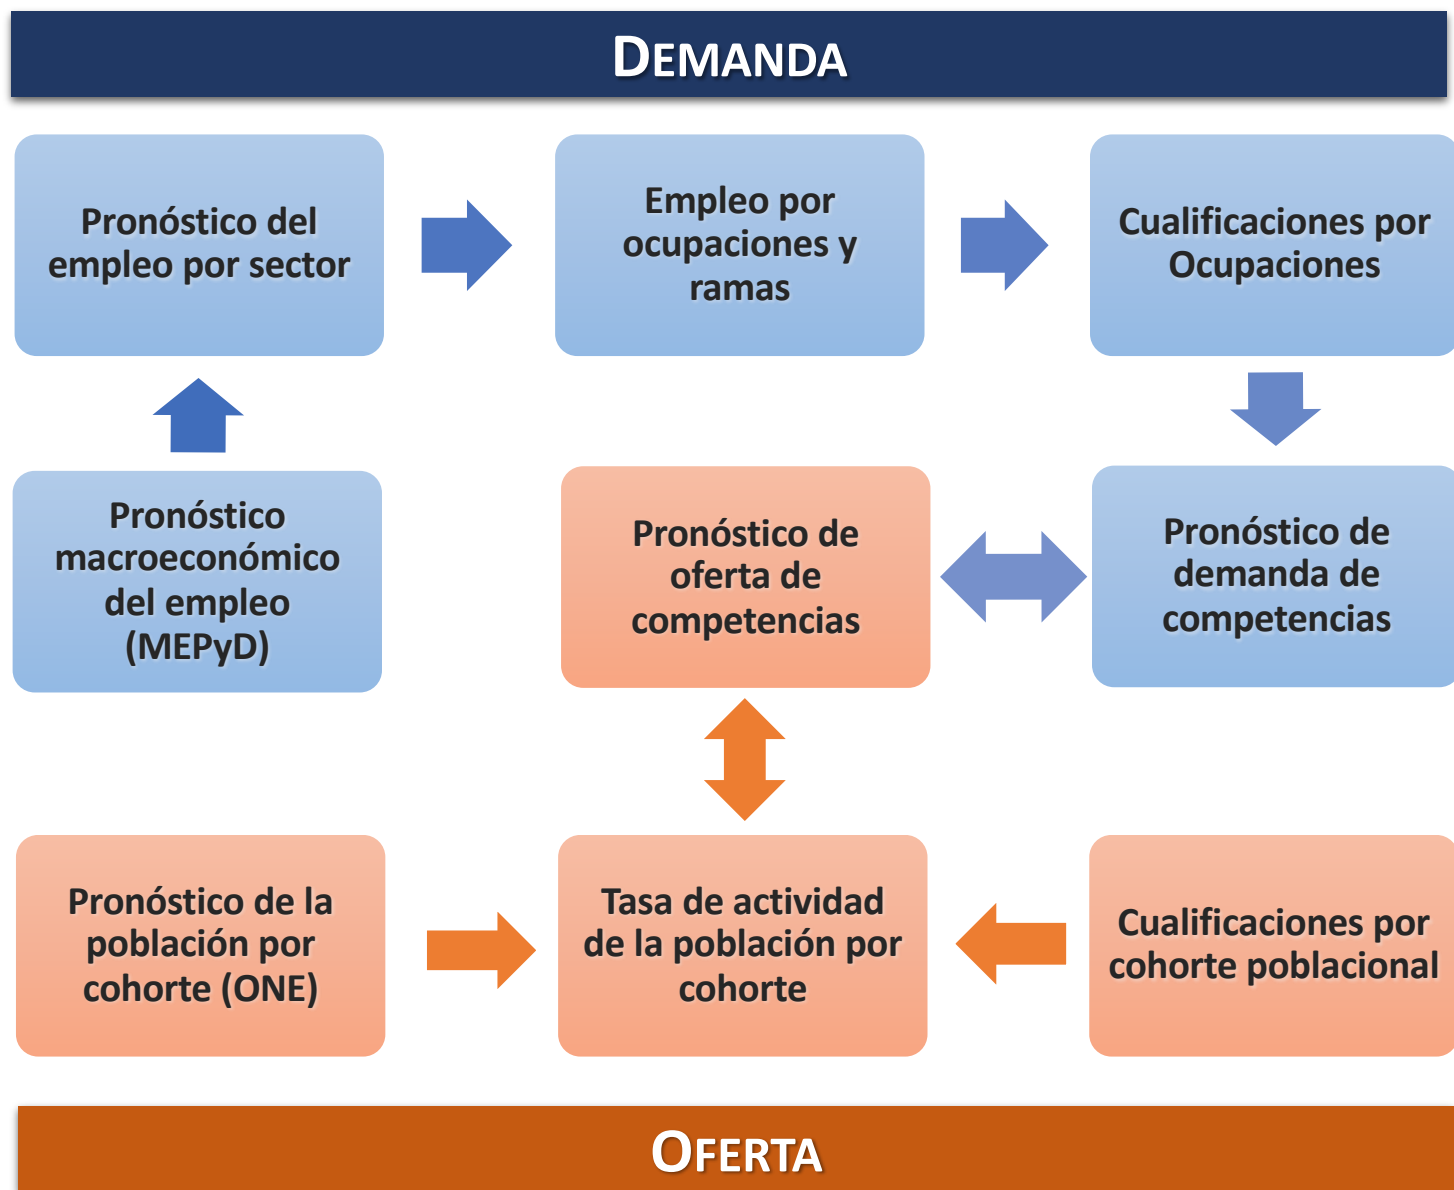 DEMANDA
Pronóstico del
empleo por sector
Empleo por
ocupaciones y
ramas
Cualificaciones por
Ocupaciones
Pronóstico
macroeconómico
del empleo
(MEPyD)
Pronóstico de
oferta de
competencias
Pronóstico de
demanda de
competencias
Pronóstico de la
población por
cohorte (ONE)
Tasa de actividad
de la población por
cohorte
Cualificaciones por
cohorte poblacional
OFERTA